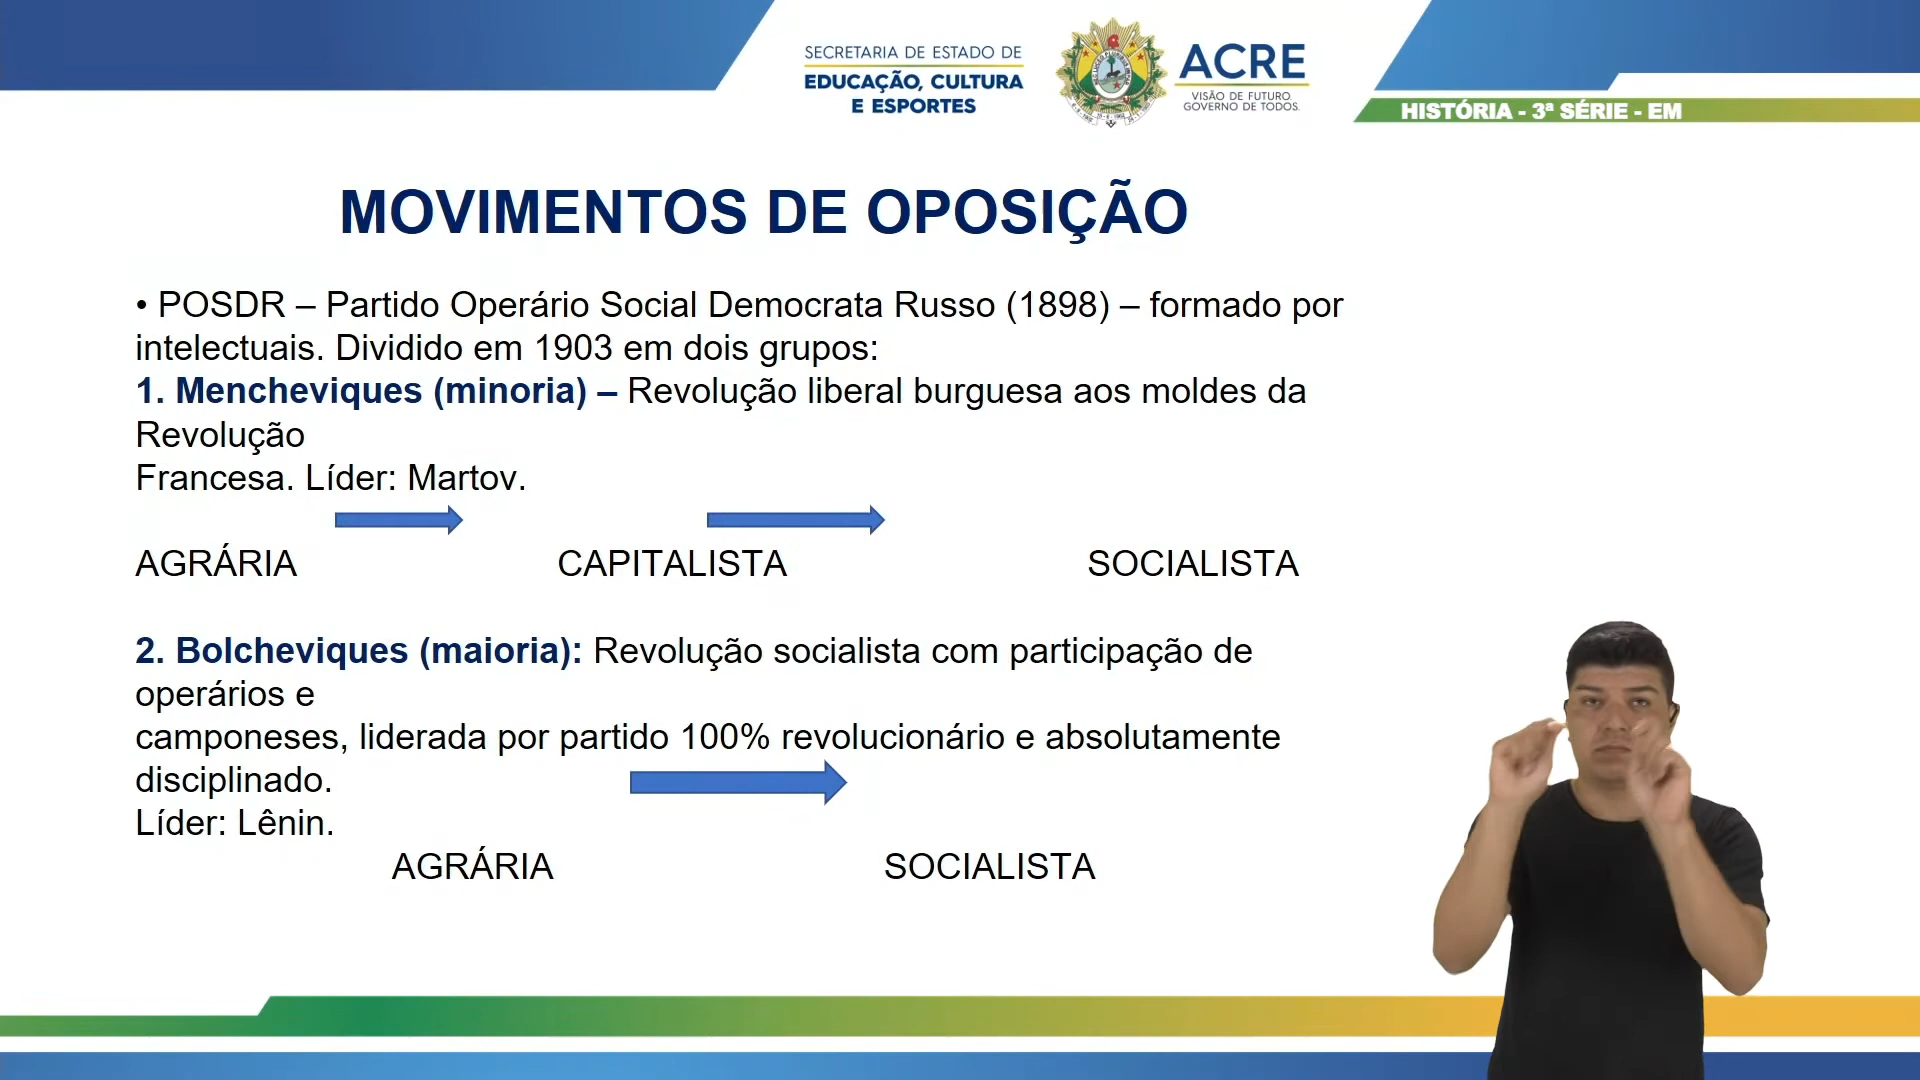 SECRETARIA DE ESTADO DE
EDUCAÇÃO, CULTURA
E ESPORTES
ACRE
VISÃO DE FUTURO.
GOVERNO DE TODOS.
HISTÓRIA - 3ª SÉRIE - EM
MOVIMENTOS DE OPOSIÇÃO
• POSDR – Partido Operário Social Democrata Russo (1898) – formado por
intelectuais. Dividido em 1903 em dois grupos:
1. Mencheviques (minoria) – Revolução liberal burguesa aos moldes da
Revolução
Francesa. Líder: Martov.
AGRÁRIA CAPITALISTA SOCIALISTA
2. Bolcheviques (maioria): Revolução socialista com participação de
operários e
camponeses, liderada por partido 100% revolucionário e absolutamente
disciplinado.
Líder: Lênin.
AGRÁRIA SOCIALISTA